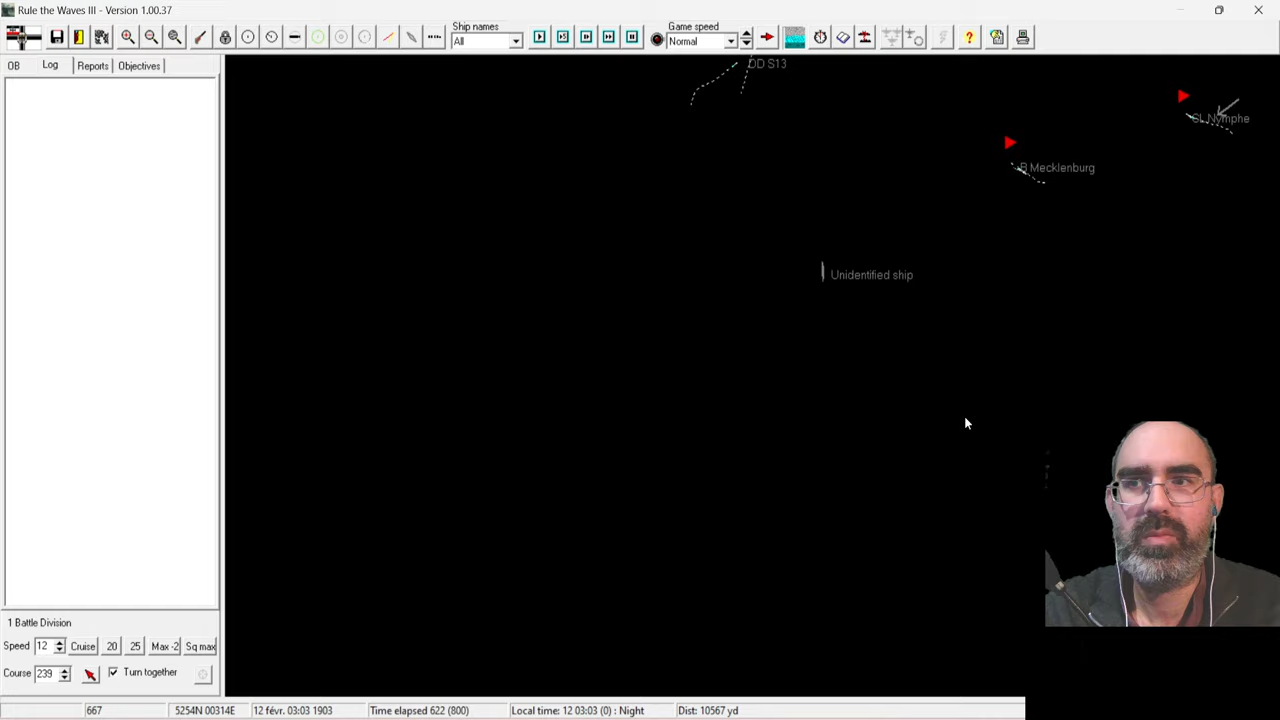 Rule the Waves III - Version 1.00.37
Ship names
All
Game speed
Normal
OB
Log
Reports
Objectives
OD S13
SL Nymphe
B Mecklenburg
Unidentified ship
1 Battle Division
Speed 12 Cruise 20 25 Max -2 Sq max
Course 239 Turn together
667
5254N 00314E
12 févr. 03:03 1903
Time elapsed 622 (800)
Local time: 12 03:03 (0) : Night
Dist: 10567 yd